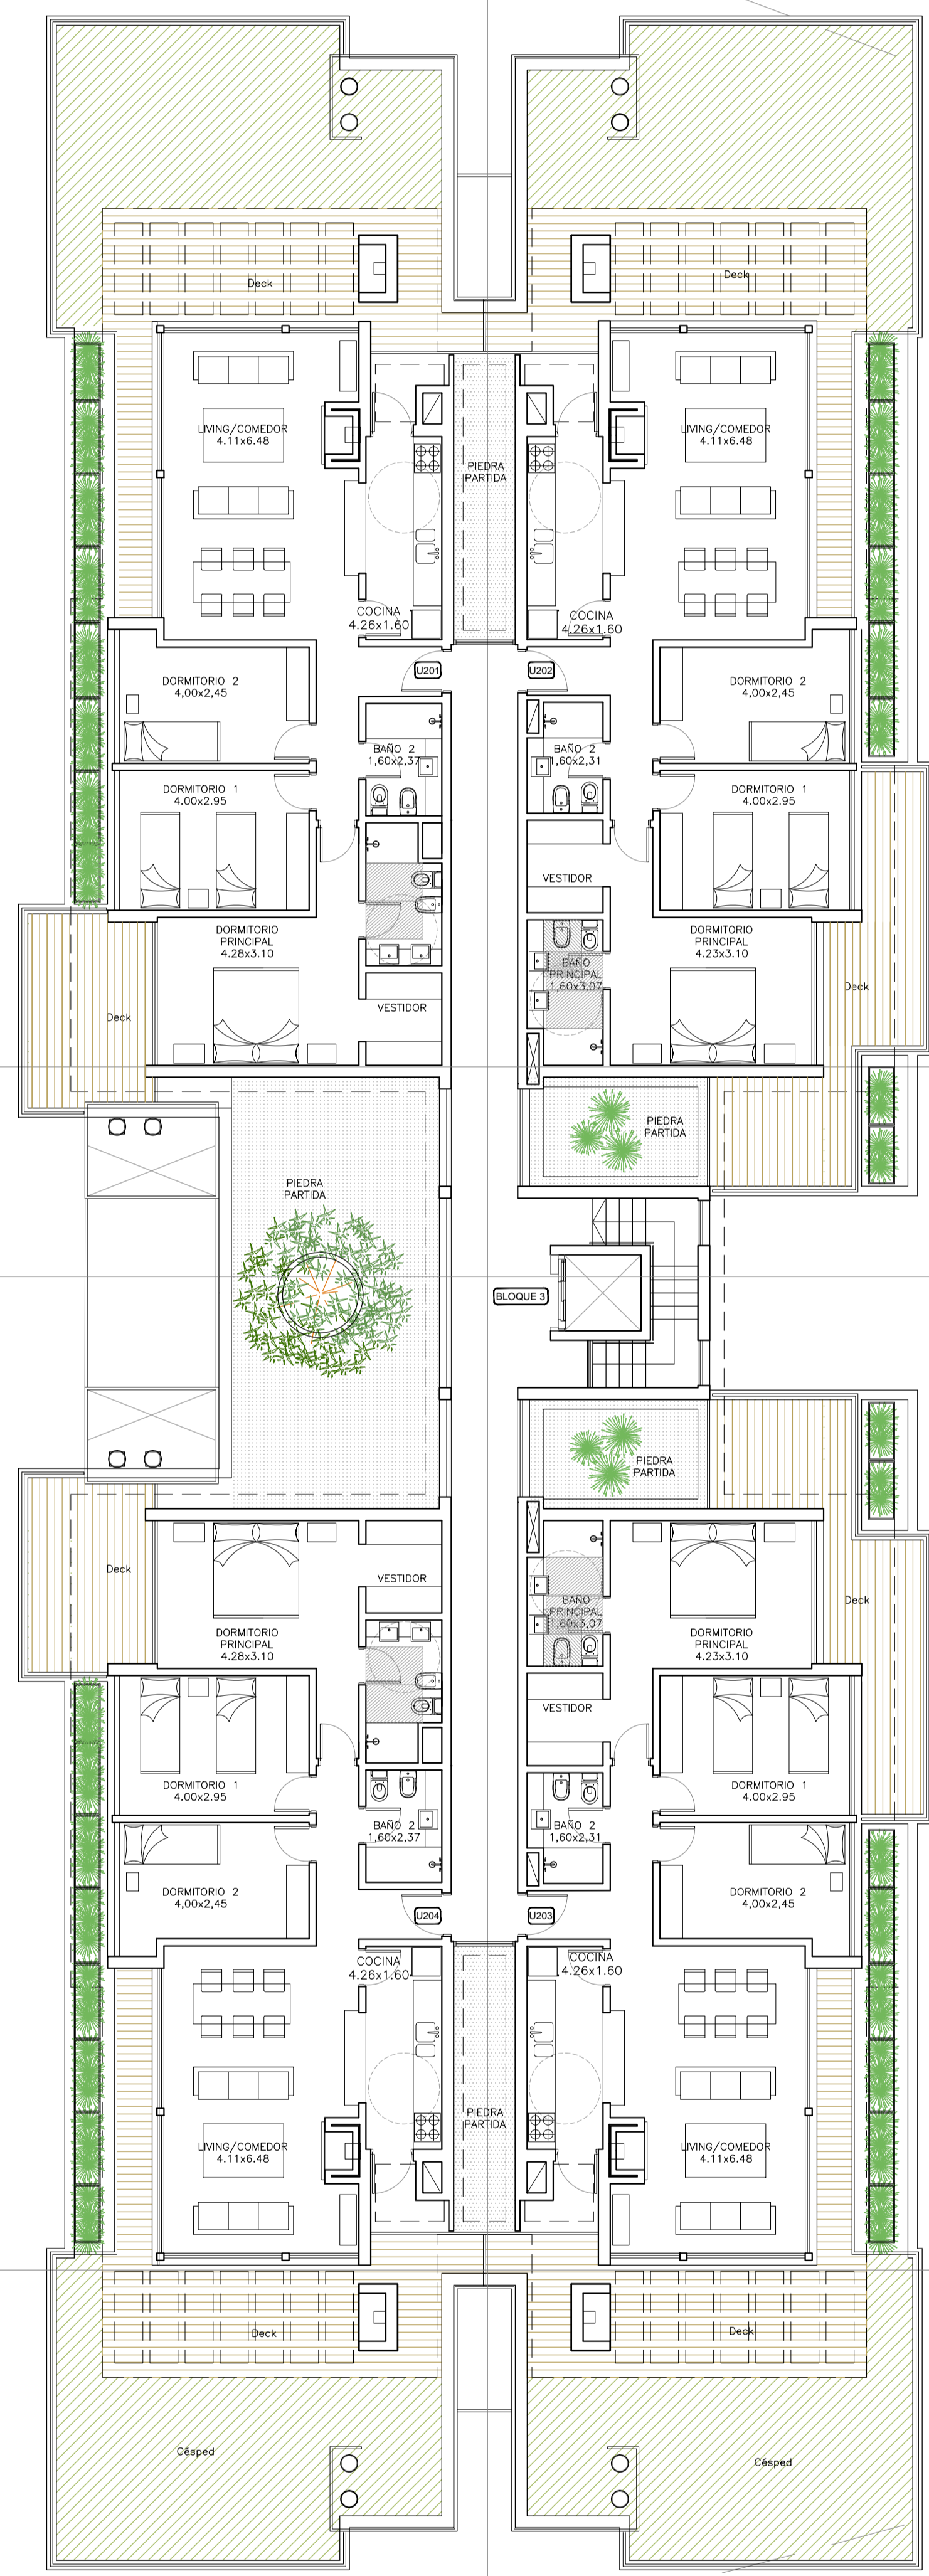 Deck
Deck
LIVING/COMEDOR
4.11x6.48
LIVING/COMEDOR
4.11x6.48
PIEDRA
PARTIDA
COCINA
4.26x1.60
COCINA
4.26x1.60
U201
U202
DORMITORIO 2
4,00x2,45
DORMITORIO 2
4,00x2,45
BAÑO 2
1,60x2,37
BAÑO 2
1,60x2,31
DORMITORIO 1
4.00x2.95
DORMITORIO 1
4.00x2.95
VESTIDOR
DORMITORIO
PRINCIPAL
4.28x3.10
DORMITORIO
PRINCIPAL
4.23x3.10
BAÑO
PRINCIPAL
1,60x3,07
VESTIDOR
Deck
Deck
PIEDRA
PARTIDA
PIEDRA
PARTIDA
BLOQUE 3
PIEDRA
PARTIDA
Deck
VESTIDOR
Deck
BAÑO
PRINCIPAL
1.60x3,07
DORMITORIO
PRINCIPAL
4.28x3.10
DORMITORIO
PRINCIPAL
4.23x3.10
VESTIDOR
DORMITORIO 1
4.00x2.95
DORMITORIO 1
4.00x2.95
BAÑO 2
1,60x2,37
BAÑO 2
1,60x2,31
DORMITORIO 2
4,00x2,45
DORMITORIO 2
4,00x2,45
U204
U203
COCINA
4.26x1.60
COCINA
4.26x1.60
PIEDRA
PARTIDA
LIVING/COMEDOR
4.11x6.48
LIVING/COMEDOR
4.11x6.48
Deck
Deck
Césped
Césped